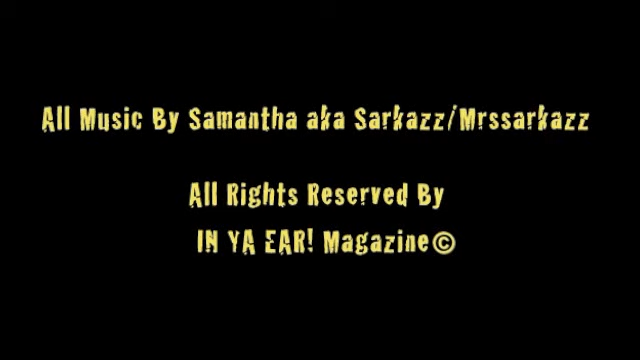 All Music By Samantha aka Sarkazz/Mrssarkazz
All Rights Reserved By
IN YA EAR! Magazine©